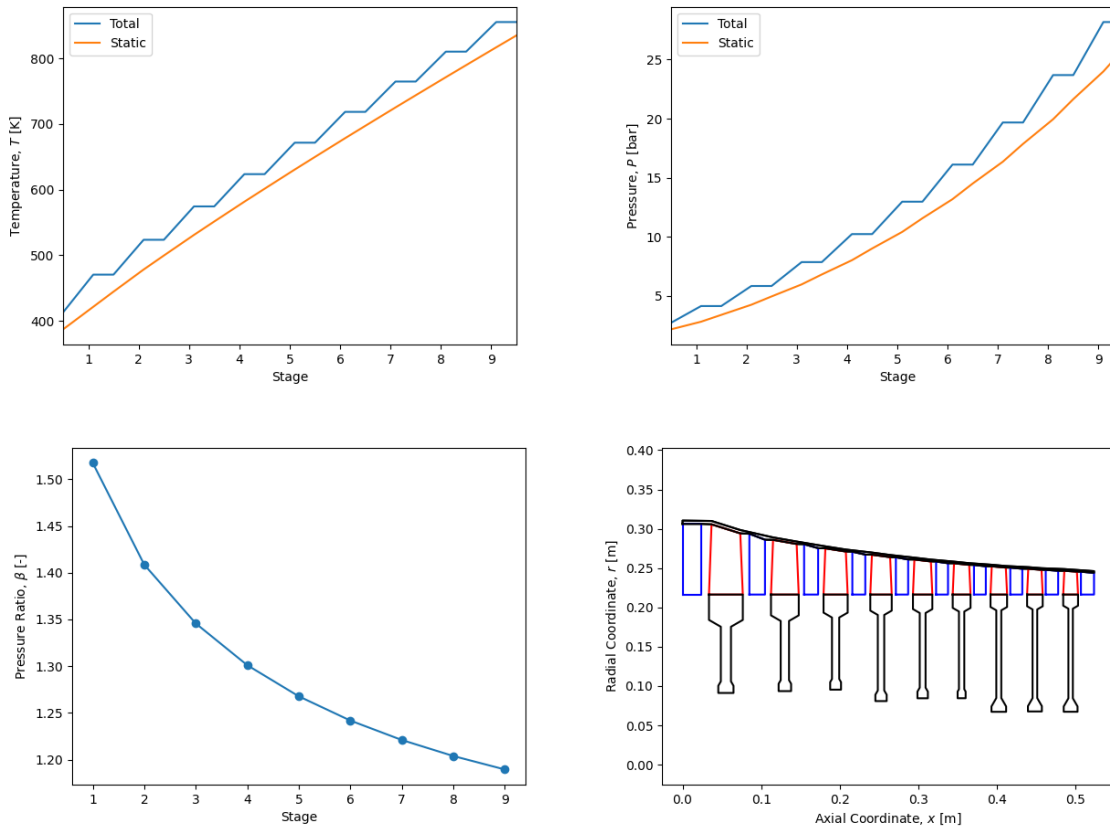 Total
Static
Temperature, T [K]
800
700
600
500
400
1 2 3 4 5 6 7 8 9
Stage
Total
Static
Pressure, P [bar]
25
20
15
10
5
1 2 3 4 5 6 7 8 9
Stage
Pressure Ratio, β [-]
1.50
1.45
1.40
1.35
1.30
1.25
1.20
1 2 3 4 5 6 7 8 9
Stage
Radial Coordinate, r [m]
0.40
0.35
0.30
0.25
0.20
0.15
0.10
0.05
0.00
0.0 0.1 0.2 0.3 0.4 0.5
Axial Coordinate, x [m]